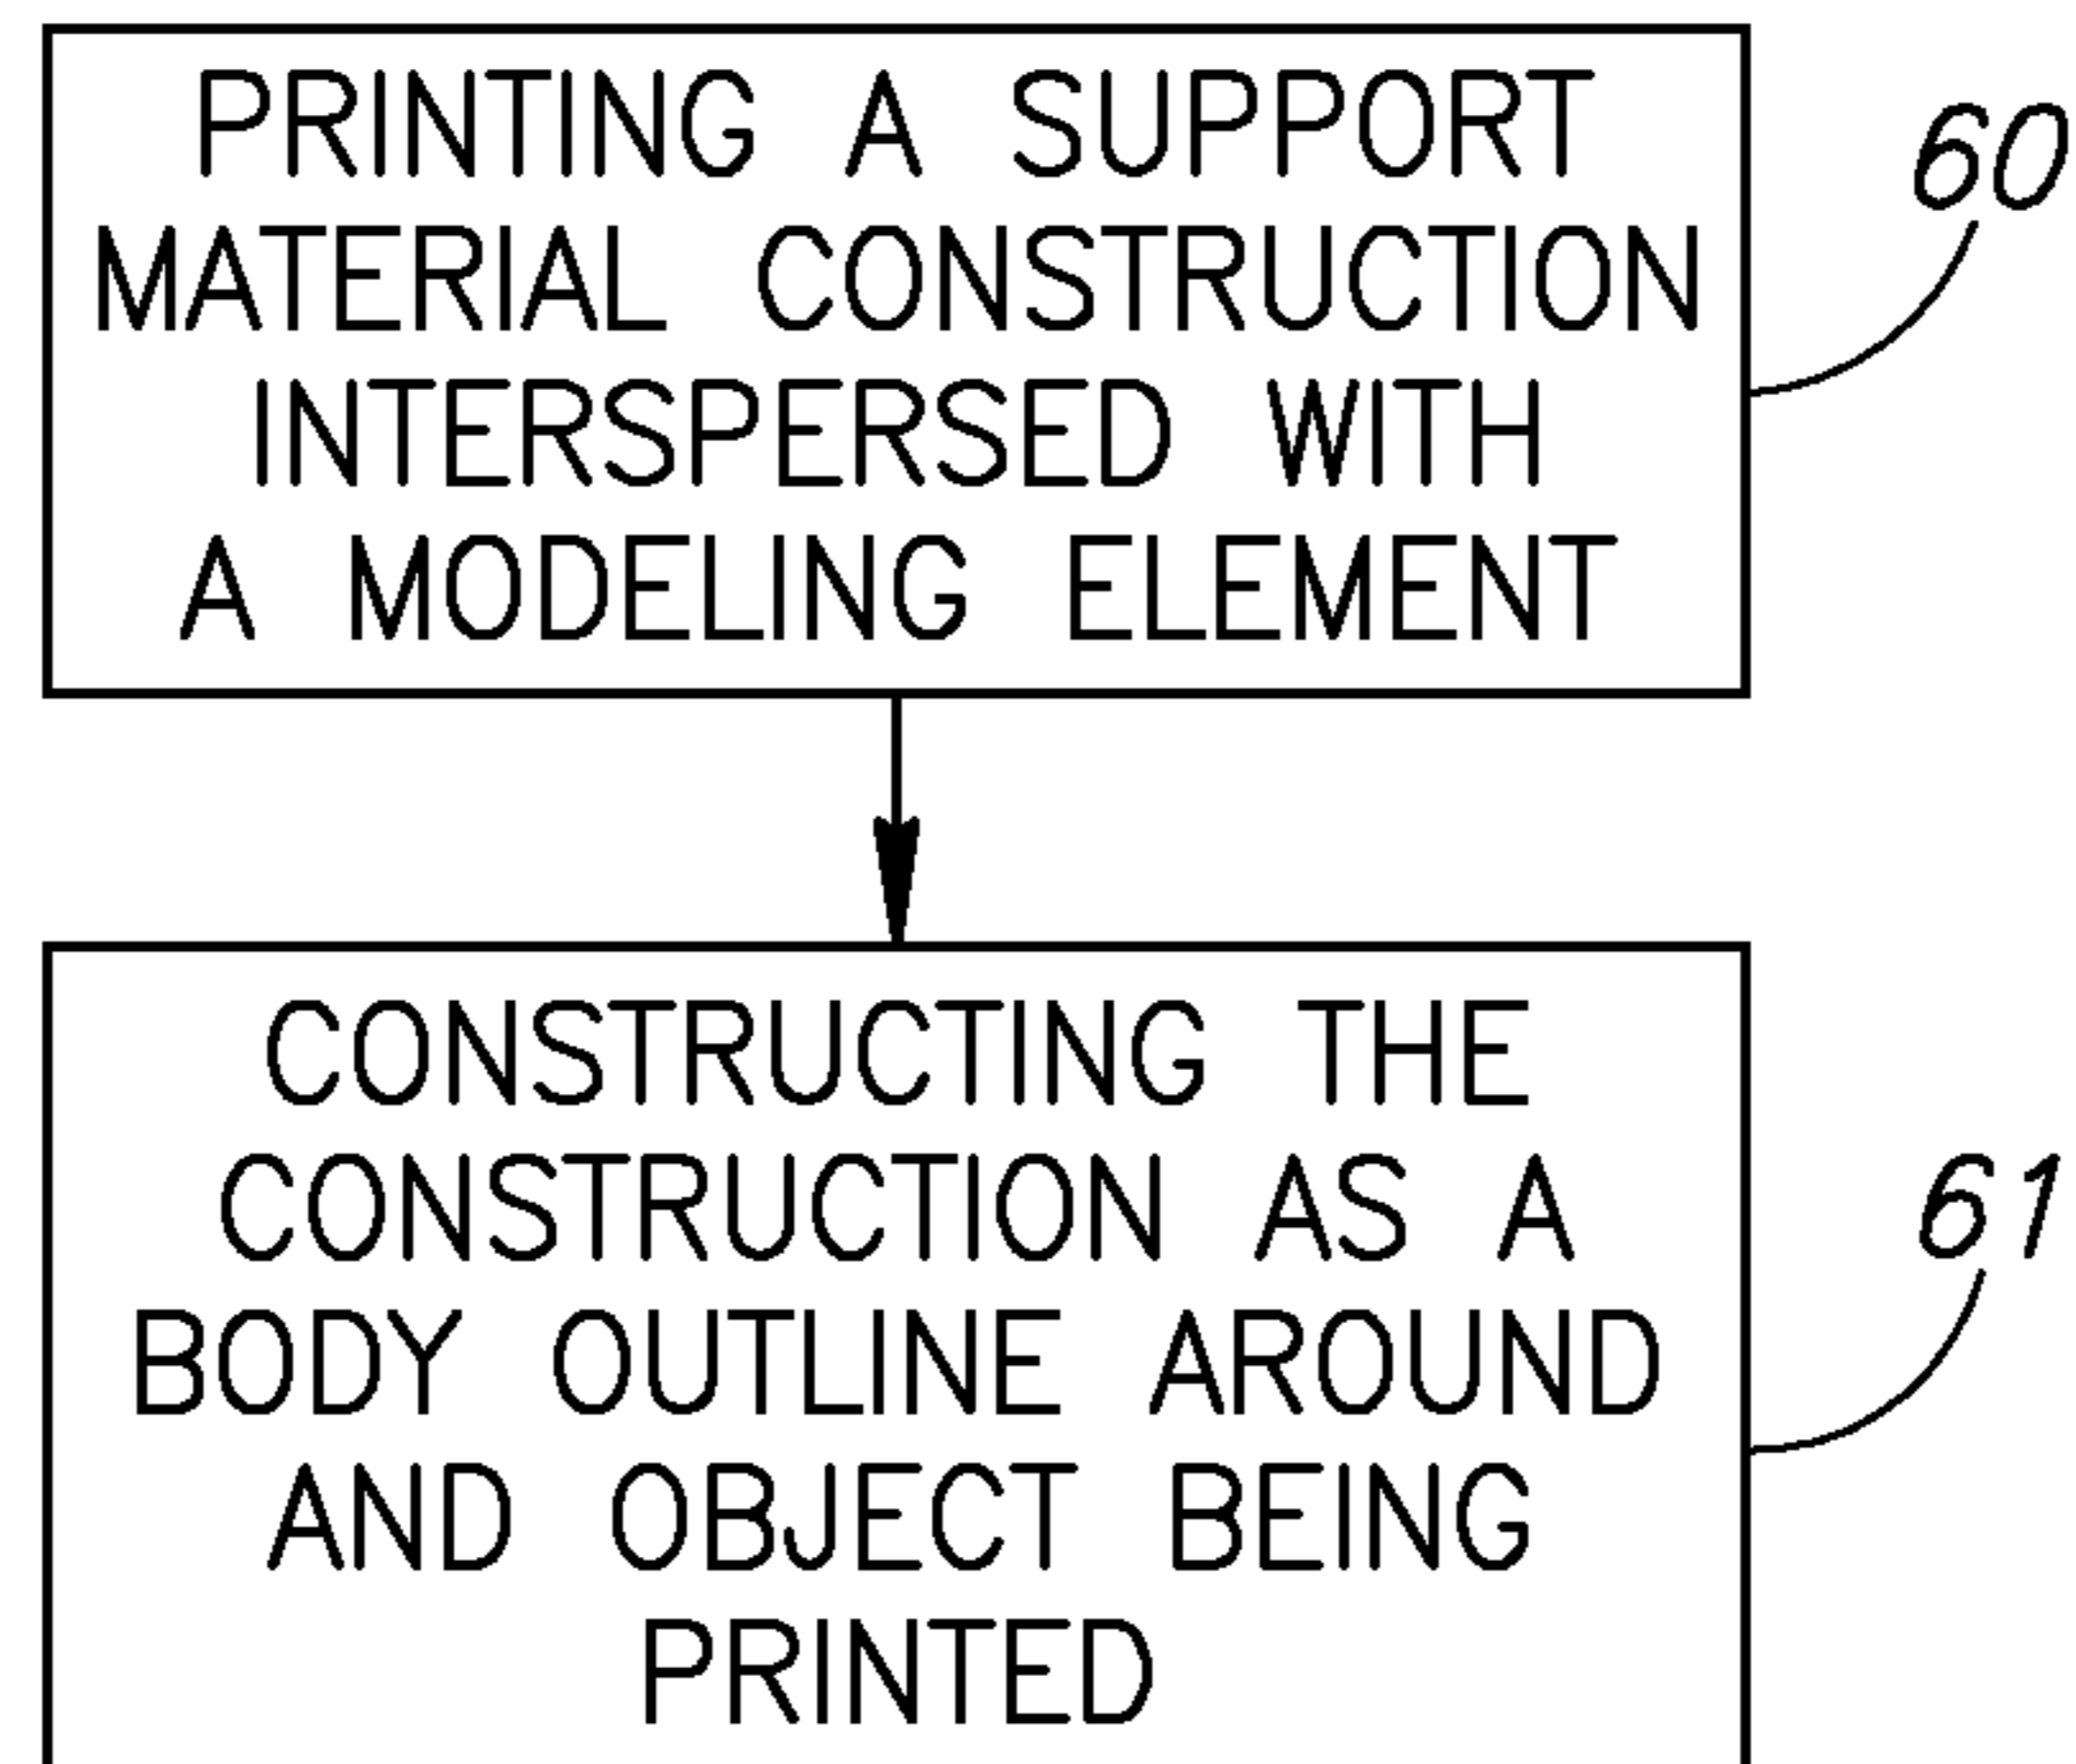 PRINTING A SUPPORT
MATERIAL CONSTRUCTION
INTERSPERSED WITH
A MODELING ELEMENT
60
CONSTRUCTING THE
CONSTRUCTION AS A
BODY OUTLINE AROUND
AND OBJECT BEING
PRINTED
61